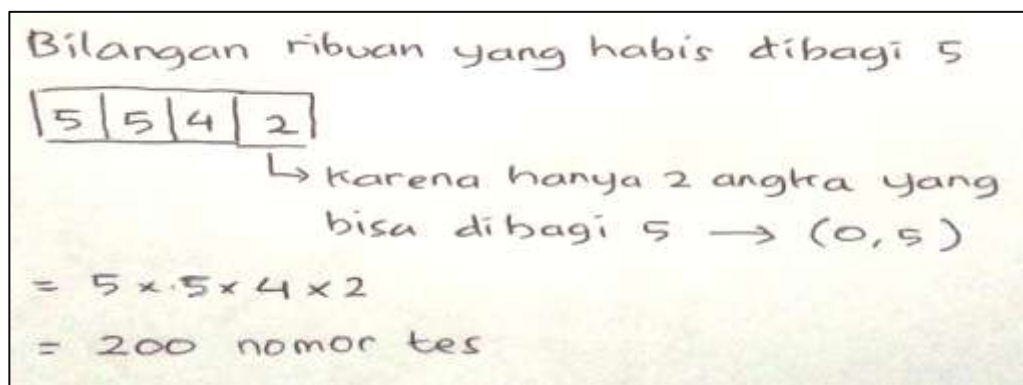 Bilangan ribuan yang habis dibagi 5
5 5 4 2
↳ Karena hanya 2 angka yang
bisa dibagi 5 → (0,5)
= 5 x 5 x 4 x 2
= 200 nomor tes